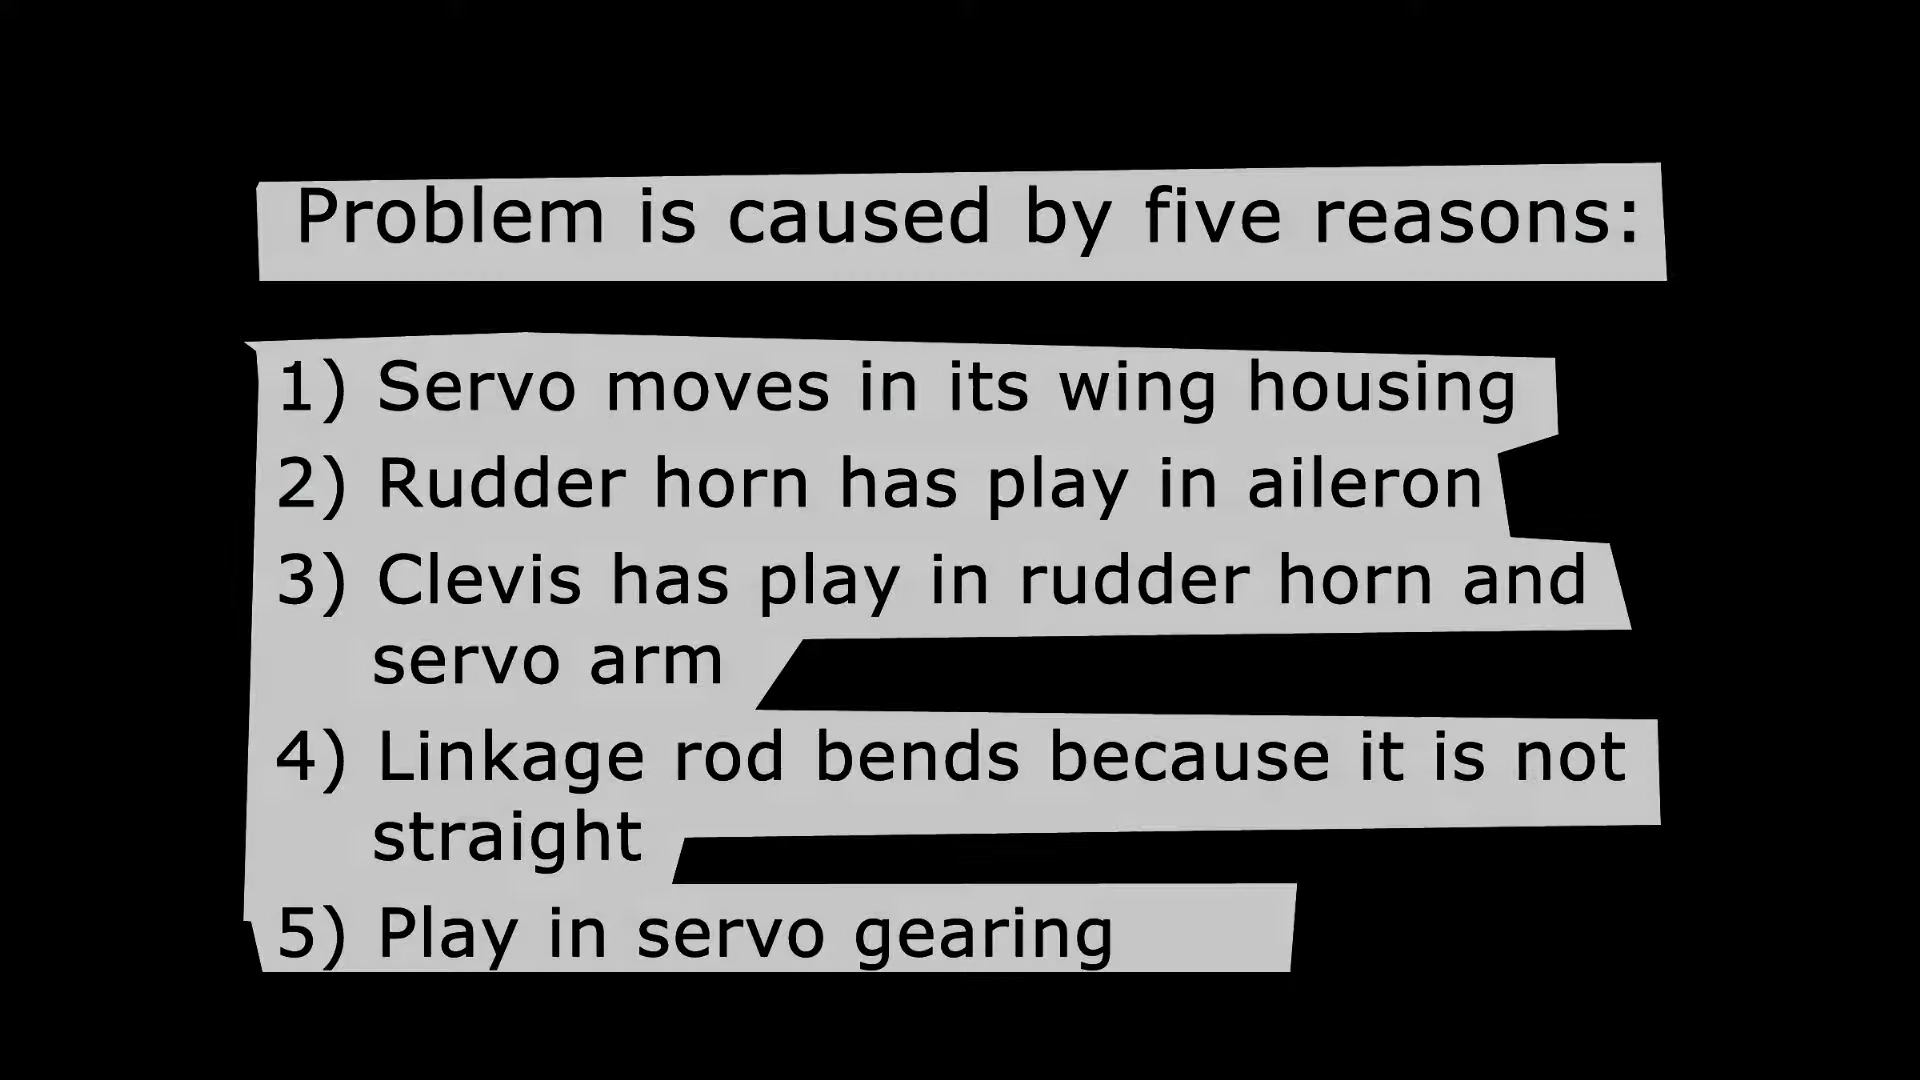 Problem is caused by five reasons:
1) Servo moves in its wing housing
2) Rudder horn has play in aileron
3) Clevis has play in rudder horn and
servo arm
4) Linkage rod bends because it is not
straight
5) Play in servo gearing